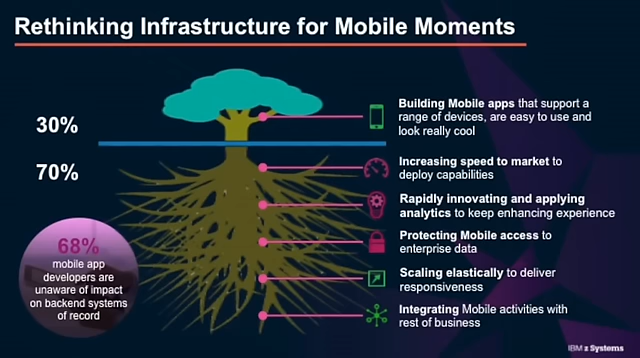 Rethinking Infrastructure for Mobile Moments
30%
Building Mobile apps that support a
range of devices, are easy to use and
look really cool
70%
Increasing speed to market to
deploy capabilities
Rapidly innovating and applying
analytics to keep enhancing experience
Protecting Mobile access to
enterprise data
Scaling elastically to deliver
responsiveness
Integrating Mobile activities with
rest of business
68%
mobile app
developers are
unaware of impact
on backend systems
of record
IBM z Systems